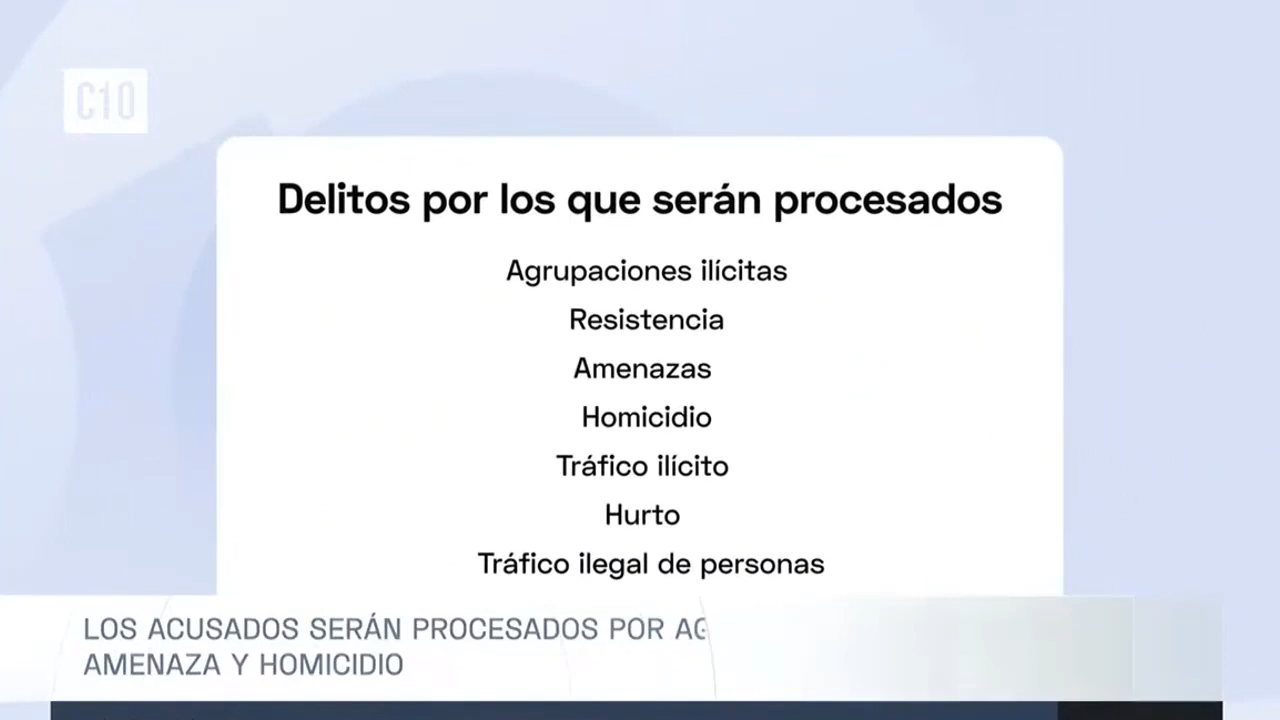 C10
Delitos por los que serán procesados
Agrupaciones ilícitas
Resistencia
Amenazas
Homicidio
Tráfico ilícito
Hurto
Tráfico ilegal de personas
LOS ACUSADOS SERÁN PROCESADOS POR
AMENAZA Y HOMICIDIO